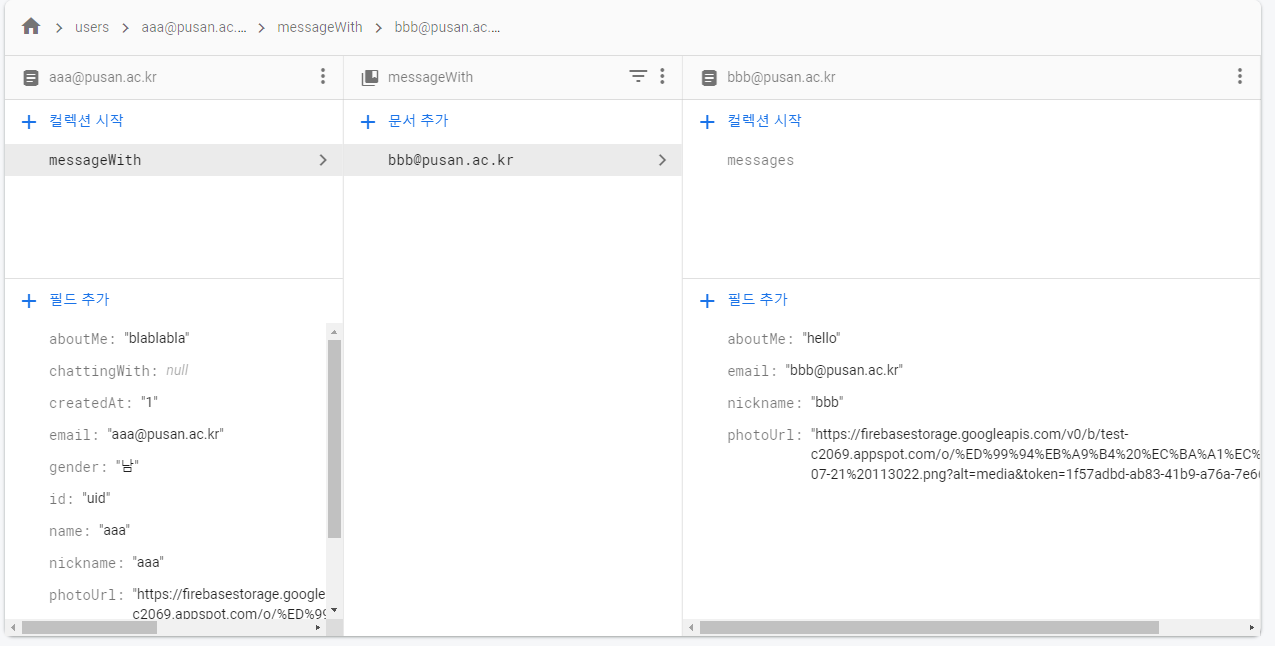 users aaa@pusan.ac.... messageWith bbb@pusan.ac....
aaa@pusan.ac.kr
컬렉션 시작
messageWith
필드 추가
aboutMe: "blablabla"
chattingWith: null
createdAt: "1"
email: "aaa@pusan.ac.kr"
gender: "남"
id: "uid"
name: "aaa"
nickname: "aaa"
photoUrl: "https://firebasestorage.google
c2069.appspot.com/o/%ED%99
messageWith
문서 추가
bbb@pusan.ac.kr
bbb@pusan.ac.kr
컬렉션 시작
messages
필드 추가
aboutMe: "hello"
email: "bbb@pusan.ac.kr"
nickname: "bbb"
photoUrl: "https://firebasestorage.googleapis.com/v0/b/test-
c2069.appspot.com/o/%ED%99%94%EB%A9%B4%20%EC%BA%A1%EC%
07-21%20113022.png?alt=media&token=1f57adbd-ab83-41b9-a76a-7e66